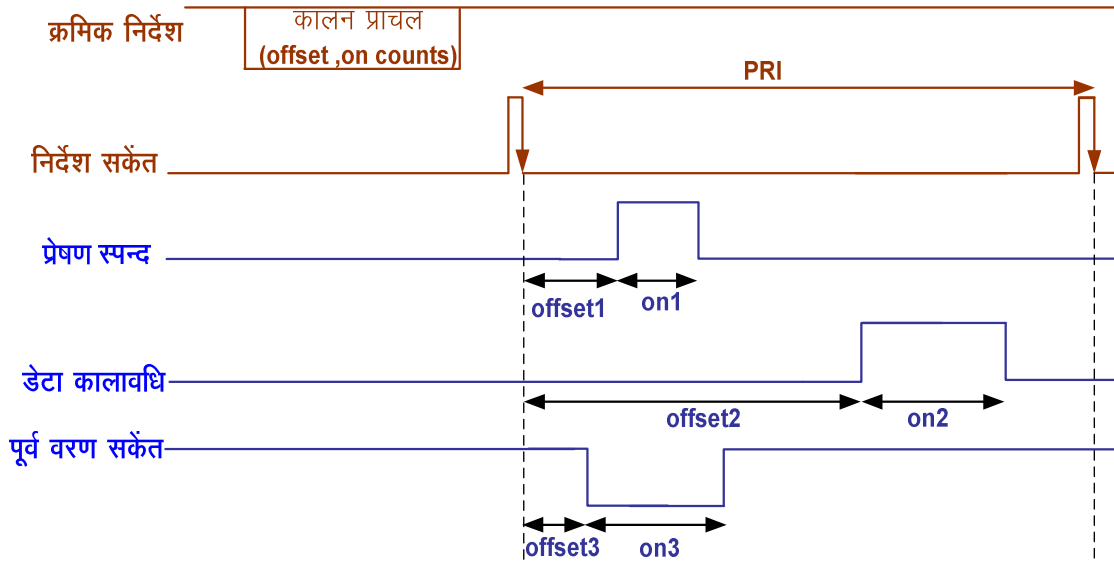 क्रमिक निर्देश
कालन प्राचल
(offset ,on counts)
PRI
निर्देश सकेंत
प्रेषण स्पन्द
offset1
on1
डेटा कालावधि
offset2
on2
पूर्व वरण सकेंत
offset3
on3